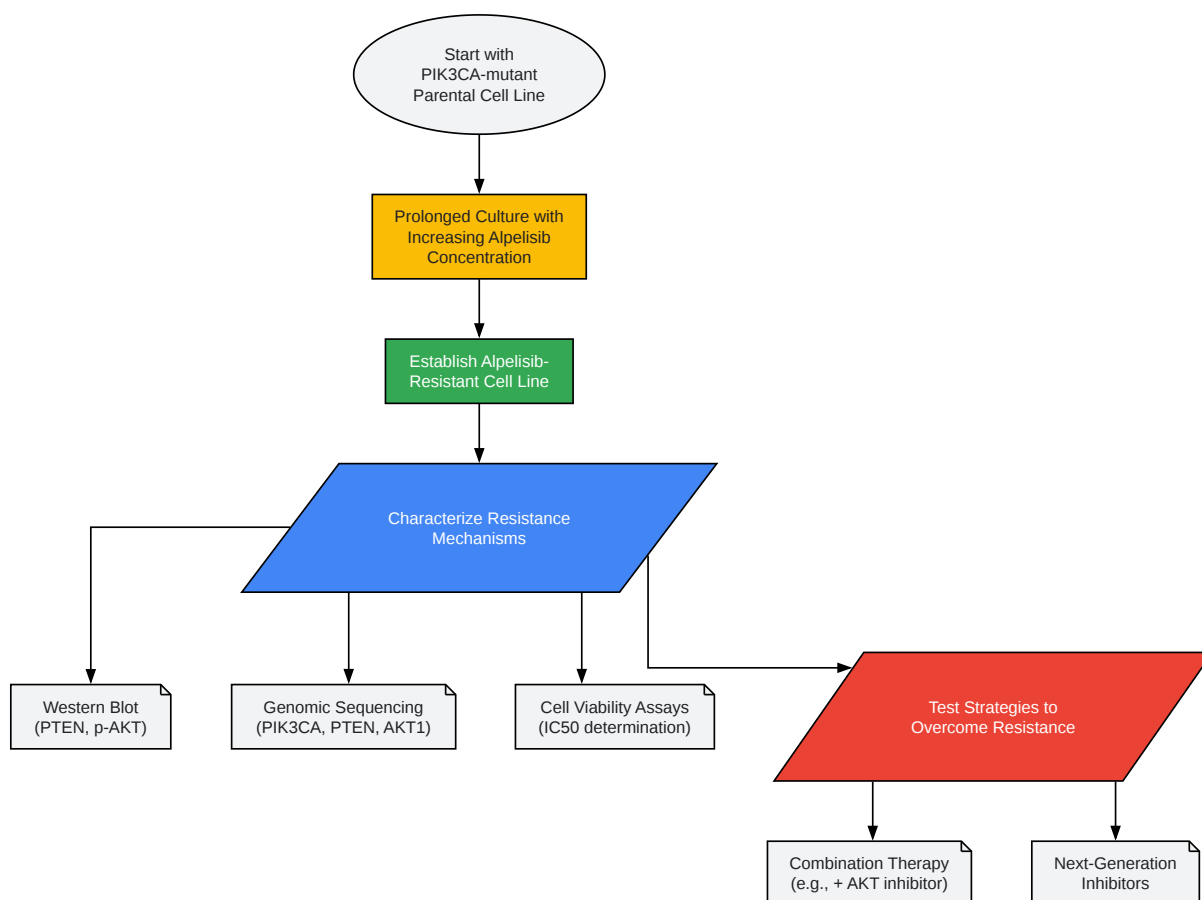 Start with
PIK3CA-mutant
Parental Cell Line
Prolonged Culture with
Increasing Alpelisib
Concentration
Establish Alpelisib-
Resistant Cell Line
Characterize Resistance
Mechanisms
Western Blot
(PTEN, p-AKT)
Genomic Sequencing
(PIK3CA, PTEN, AKT1)
Cell Viability Assays
(IC50 determination)
Test Strategies to
Overcome Resistance
Combination Therapy
(e.g., + AKT inhibitor)
Next-Generation
Inhibitors